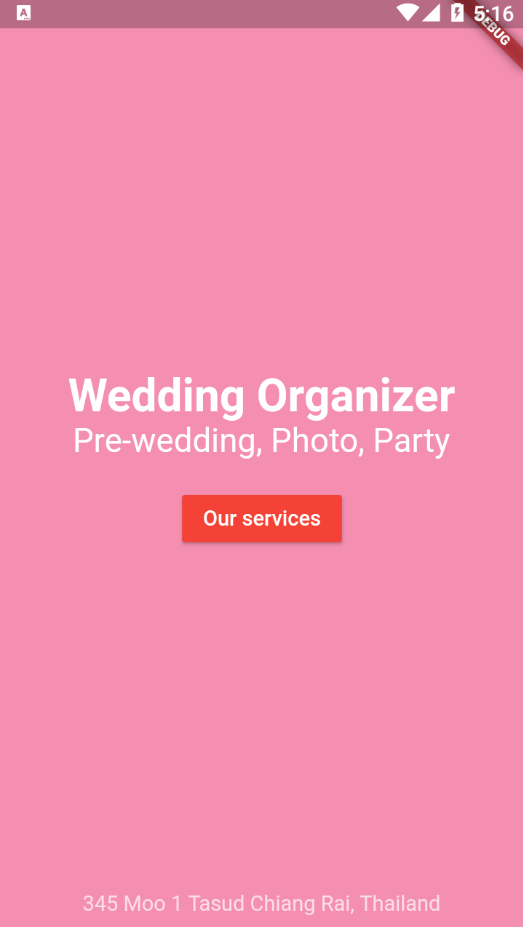 5:16
DEBUG
Wedding Organizer
Pre-wedding, Photo, Party
Our services
345 Moo 1 Tasud Chiang Rai, Thailand